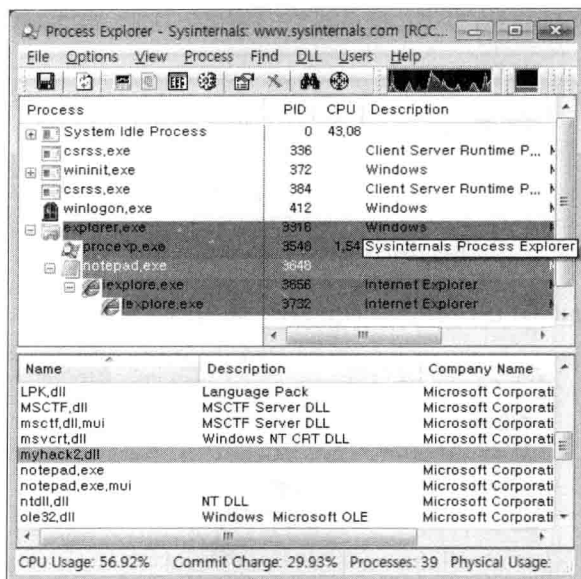 Process Explorer - Sysinternals: www.sysinternals.com [RCC...
File Options View Process Find DLL Users Help
Process PID CPU Description
System Idle Process 0 43,06
csrss,exe 336 Client Server Runtime P...
wininit,exe 372 Windows
csrss,exe 384 Client Server Runtime P...
winlogon,exe 412 Windows
explorer,exe 3316 Windows
procexp,exe 3548 1,54 Sysinternals Process Explorer
notepad,exe 3648
iexplore,exe 3656 Internet Explorer
iexplore,exe 3732 Internet Explorer
Name Description Company Name
LPK,dll Language Pack Microsoft Corporati
MSCTF,dll MSCTF Server DLL Microsoft Corporati
msctf,dll,mui MSCTF Server DLL Microsoft Corporati
msvcrt,dll Windows NT CRT DLL Microsoft Corporati
myhack2,dll
notepad,exe Microsoft Corporati
notepad,exe,mui Microsoft Corporati
ntdll,dll NT DLL Microsoft Corporati
ole32,dll Windows Microsoft OLE Microsoft Corporati
CPU Usage: 56.92% Commit Charge: 29.93% Processes: 39 Physical Usage: